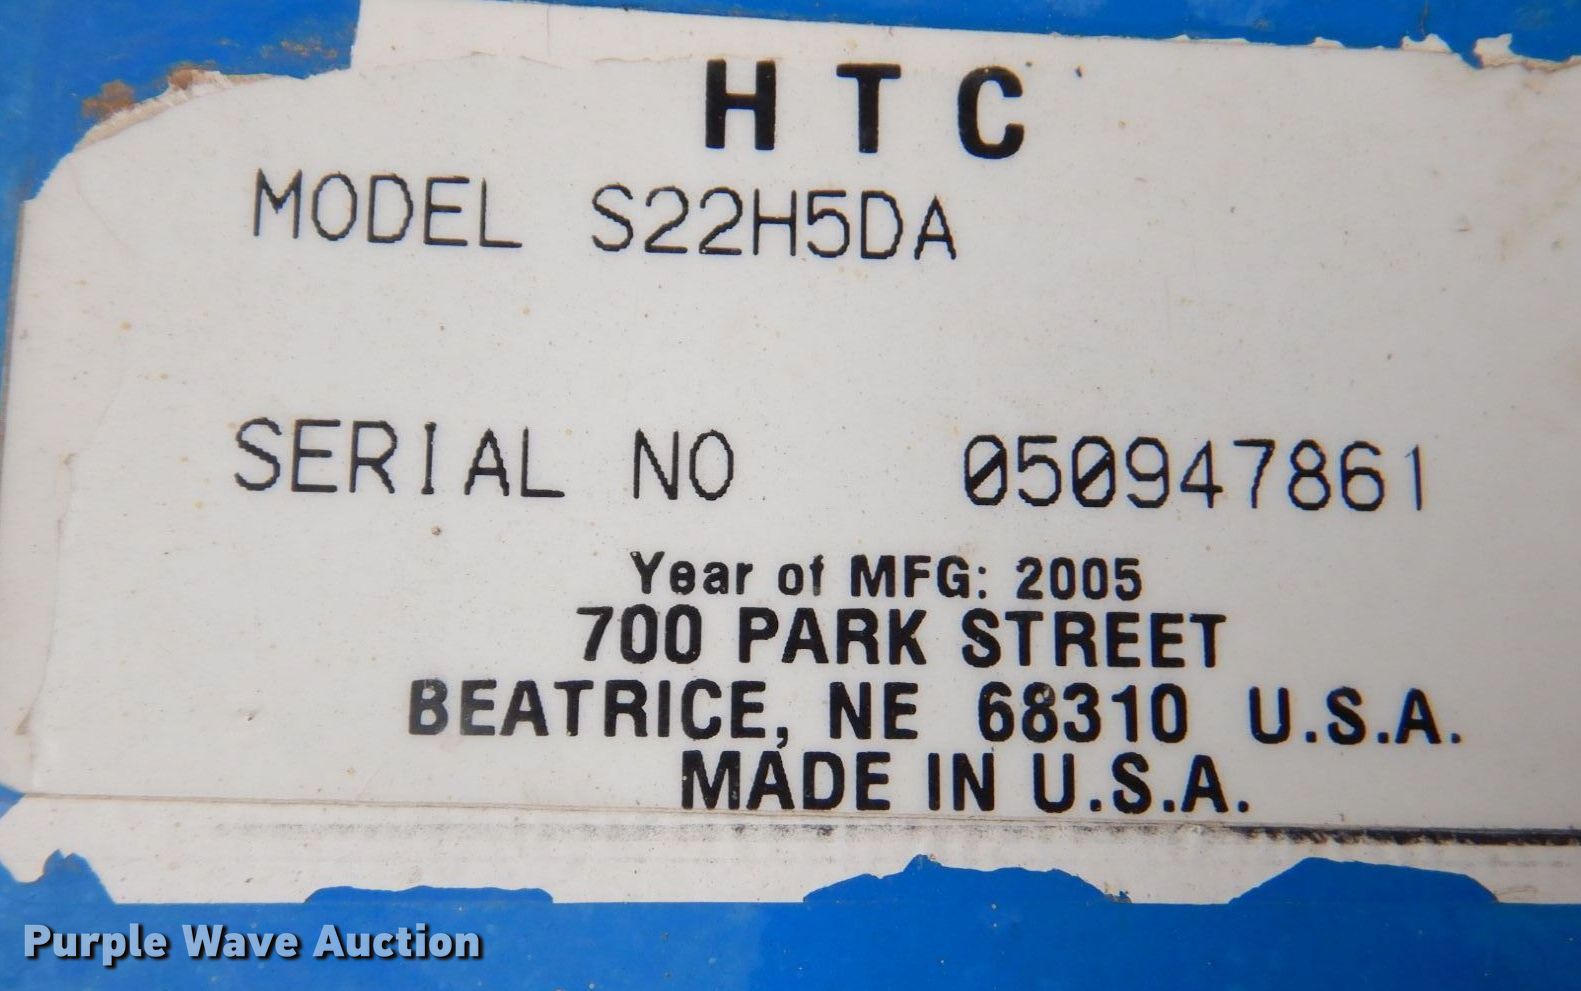 HTC
MODEL S22H5DA
SERIAL NO 050947861
Year of MFG: 2005
700 PARK STREET
BEATRICE, NE 68310 U.S.A.
MADE IN U.S.A.
Purple Wave Auction